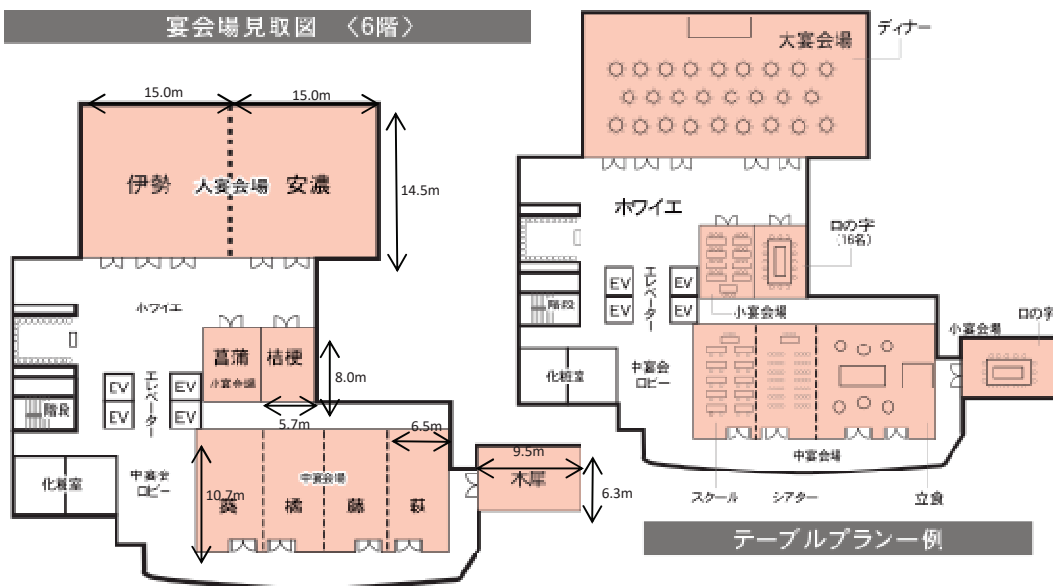 宴会場見取図 〈6階〉
15.0m
15.0m
14.5m
伊勢
大宴会場
安濃
ホワイエ
菖蒲
桔梗
小宴会場
8.0m
5.7m
6.5m
EV
EV
EV
EV
エレベーター
階段
化粧室
中宴会
ロビー
中宴会場
10.7m
葵
橘
藤
萩
9.5m
木犀
6.3m
大宴会場
ディナー
ホワイエ
ロの字
(16名)
EV
EV
EV
EV
エレベーター
階段
小宴会場
小宴会場
ロの字
化粧室
中宴会
ロビー
中宴会場
スクール
シアター
立食
テーブルプラン一例